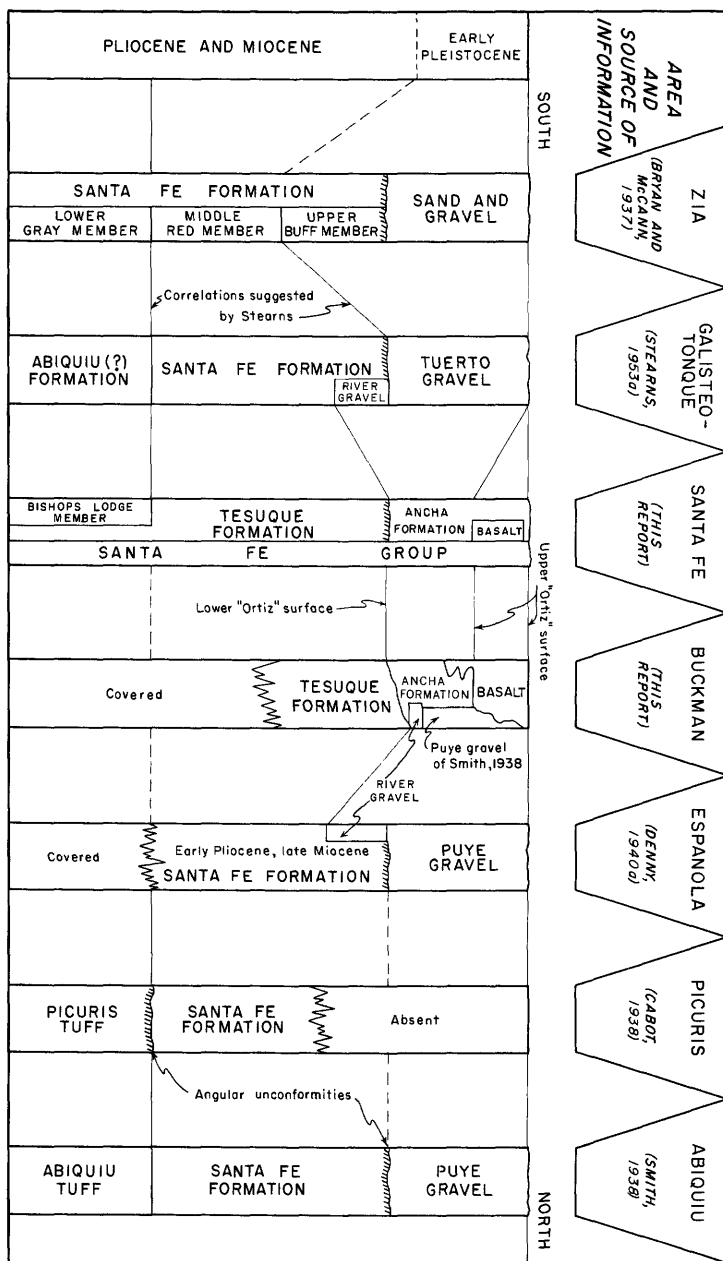 PLIOCENE AND MIOCENE
EARLY
PLEISTOCENE
AREA
AND
SOURCE OF
INFORMATION
SOUTH
SANTA FE FORMATION
LOWER
GRAY MEMBER
MIDDLE
RED MEMBER
UPPER
BUFF MEMBER
SAND AND
GRAVEL
ZIA
(BRYAN AND
McCANN,
1937)
Correlations suggested
by Stearns
ABIQUIU (?)
FORMATION
SANTA FE FORMATION
RIVER
GRAVEL
TUERTO
GRAVEL
GALISTEO-
TONQUE
(STEARNS,
1953a)
BISHOPS LODGE
MEMBER
TESUQUE
FORMATION
ANCHA
FORMATION
BASALT
SANTA FE GROUP
SANTA FE
(THIS
REPORT)
Lower "Ortiz" surface
Upper "Ortiz" surface
Covered
TESUQUE
FORMATION
ANCHA
FORMATION
BASALT
BUCKMAN
(THIS
REPORT)
Puye gravel
of Smith, 1938
RIVER
GRAVEL
Covered
Early Pliocene, late Miocene
SANTA FE FORMATION
PUYE
GRAVEL
ESPANOLA
(DENNY,
1940a)
PICURIS
TUFF
SANTA FE
FORMATION
Absent
PICURIS
(CABOT,
1938)
Angular unconformities
ABIQUIU
TUFF
SANTA FE
FORMATION
PUYE
GRAVEL
ABIQUIU
(SMITH,
1938)
NORTH